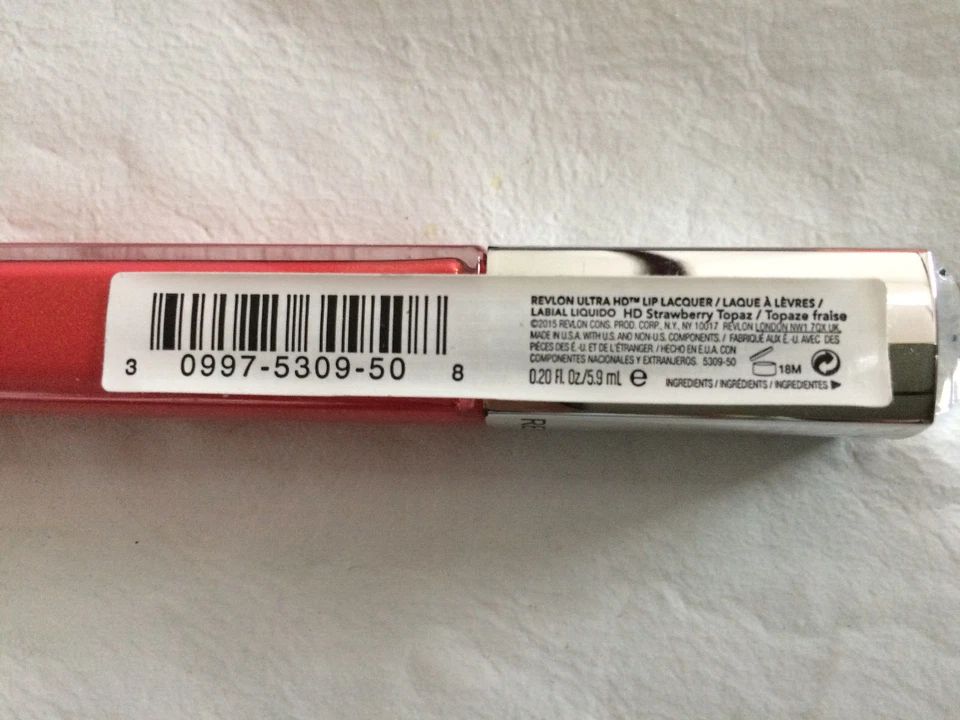 3 0997-5309-50 8
REVLON ULTRA HD™ LIP LACQUER / LAQUE À LÈVRES /
LABIAL LIQUIDO HD Strawberry Topaz / Topaze fraise
©2015 REVLON CONS. PROD. CORP., N.Y., NY 10017 REVLON LONDON NW1 7QX UK.
MADE IN U.S.A. WITH U.S. AND NON-U.S. COMPONENTS. / FABRIQUÉ AUX É.-U. AVEC DES
PIÈCES DES É.-U. ET DE L'ÉTRANGER. / HECHO EN E.U.A. CON
COMPONENTES NACIONALES Y EXTRANJEROS. 5309-50
18M
0.20 Fl. Oz/5.9 mL ℮
INGREDIENTS / INGRÉDIENTS / INGREDIENTES ▶
RE